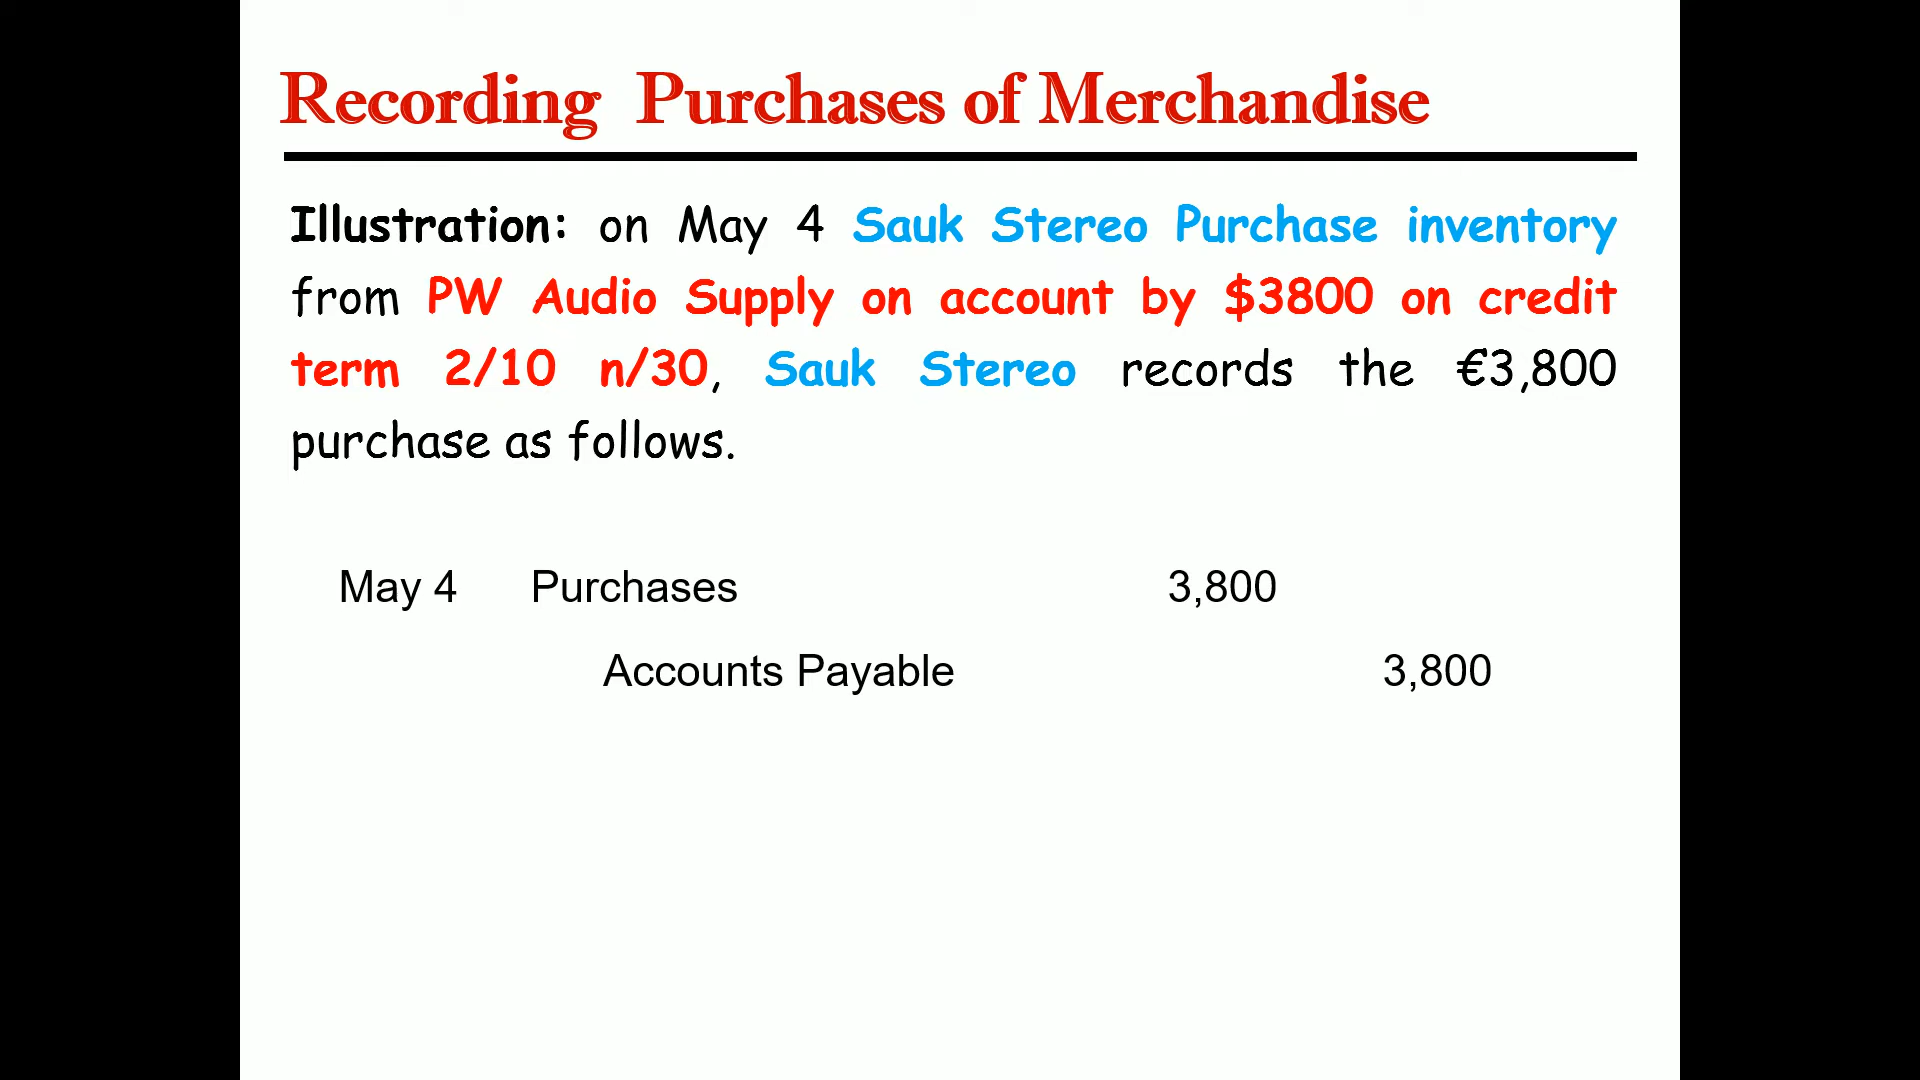 Recording Purchases of Merchandise
Illustration: on May 4 Sauk Stereo Purchase inventory
from PW Audio Supply on account by $3800 on credit
term 2/10 n/30, Sauk Stereo records the €3,800
purchase as follows.
May 4 Purchases 3,800
Accounts Payable 3,800